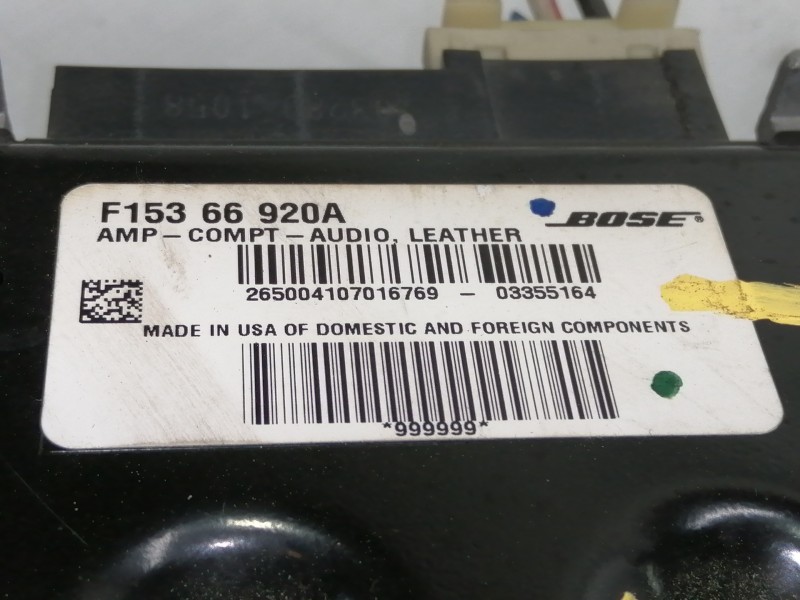 F153 66 920A
BOSE®
AMP-COMPT-AUDIO, LEATHER
265004107016769 - 03355164
MADE IN USA OF DOMESTIC AND FOREIGN COMPONENTS
*999999*